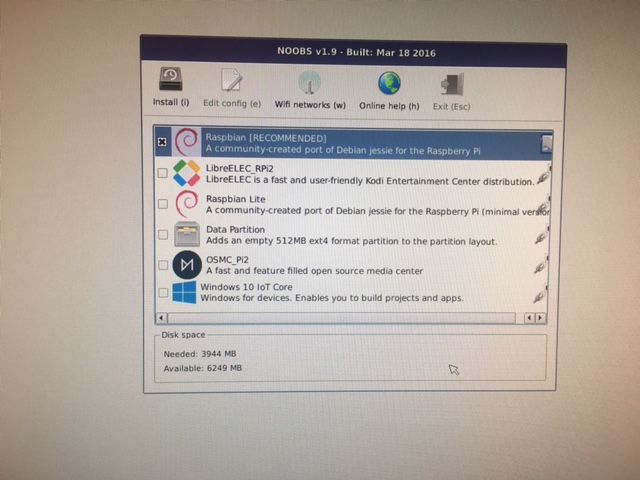 NOOBS v1.9 - Built: Mar 18 2016
Install (i)
Edit config (e)
Wifi networks (w)
Online help (h)
Exit (Esc)
Raspbian [RECOMMENDED]
A community-created port of Debian jessie for the Raspberry Pi
LibreELEC_RPi2
LibreELEC is a fast and user-friendly Kodi Entertainment Center distribution.
Raspbian Lite
A community-created port of Debian jessie for the Raspberry Pi (minimal version
Data Partition
Adds an empty 512MB ext4 format partition to the partition layout.
OSMC_Pi2
A fast and feature filled open source media center
Windows 10 IoT Core
Windows for devices. Enables you to build projects and apps.
Disk space
Needed: 3944 MB
Available: 6249 MB